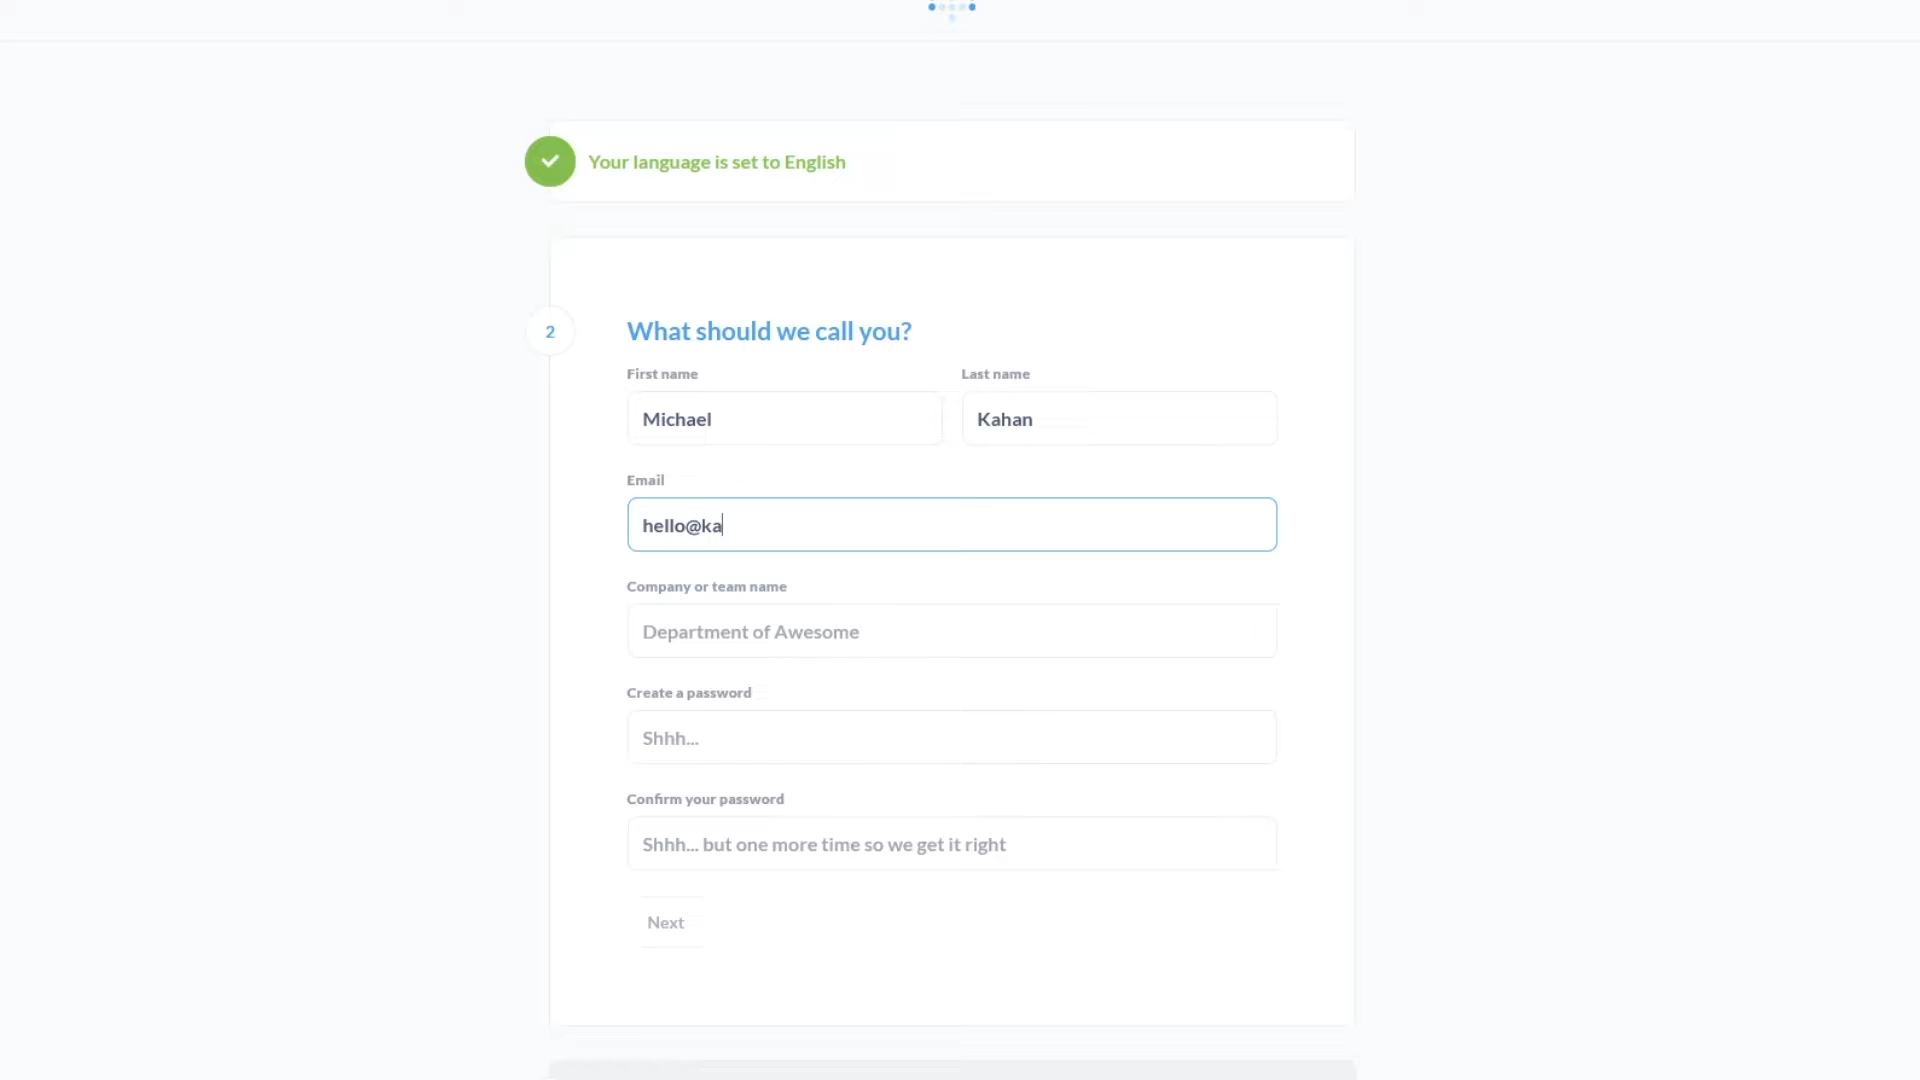 Your language is set to English
2
What should we call you?
First name
Last name
Michael
Kahan
Email
hello@ka
Company or team name
Department of Awesome
Create a password
Shhh...
Confirm your password
Shhh... but one more time so we get it right
Next